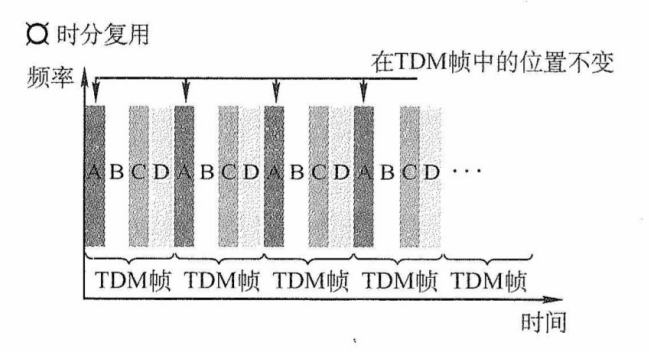 时分复用
在TDM帧中的位置不变
频率
A B C D A B C D A B C D A B C D ···
TDM帧 TDM帧 TDM帧 TDM帧 TDM帧
时间